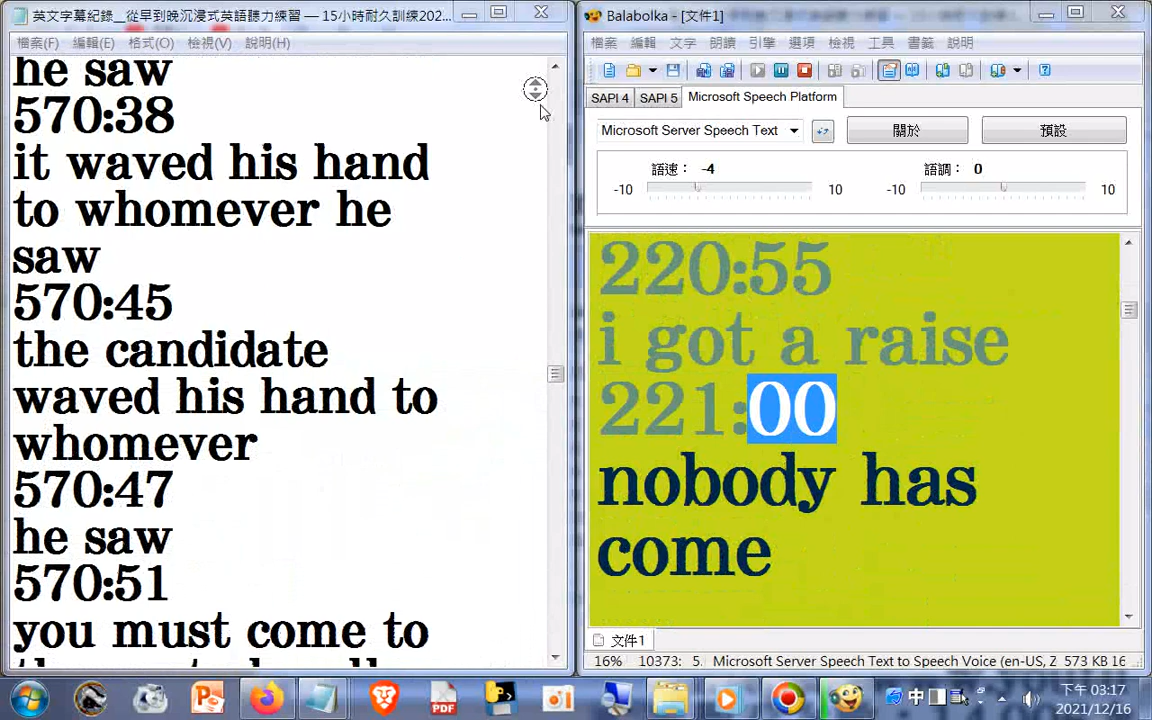 英文字幕紀錄__從早到晚沉浸式英語聽力練習 — 15小時耐久訓練202...
檔案(F) 編輯(E) 格式(O) 檢視(V) 說明(H)
he saw
570:38
it waved his hand
to whomever he
saw
570:45
the candidate
waved his hand to
whomever
570:47
he saw
570:51
you must come to
Balabolka - [文件1]
檔案 編輯 文字 朗讀 引擎 選項 檢視 工具 書籤 說明
SAPI 4 SAPI 5 Microsoft Speech Platform
Microsoft Server Speech Text 關於 預設
語速： -4 語調： 0
-10 10 -10 10
220:55
i got a raise
221:00
nobody has
come
文件1
16% 10373: 5. Microsoft Server Speech Text to Speech Voice (en-US, Z 573 KB 16
PDF
中
下午 03:17
2021/12/16